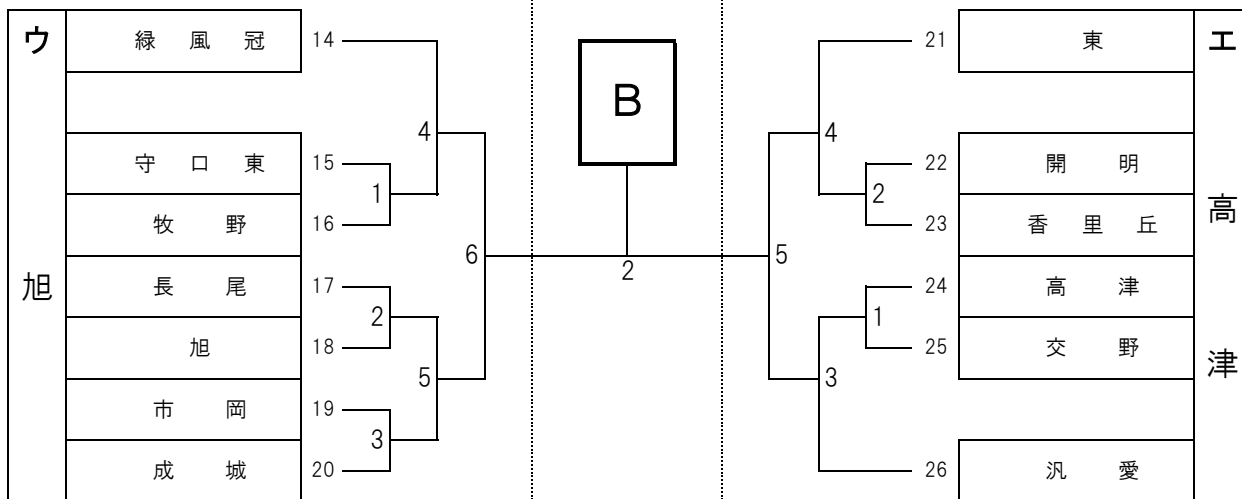 ウ
旭
緑風冠 14
守口東 15
牧野 16
長尾 17
旭 18
市岡 19
成城 20
4
1
6
2
5
3
B
2
エ
高津
21 東
22 開明
23 香里丘
24 高津
25 交野
26 汎愛
4
2
5
1
3